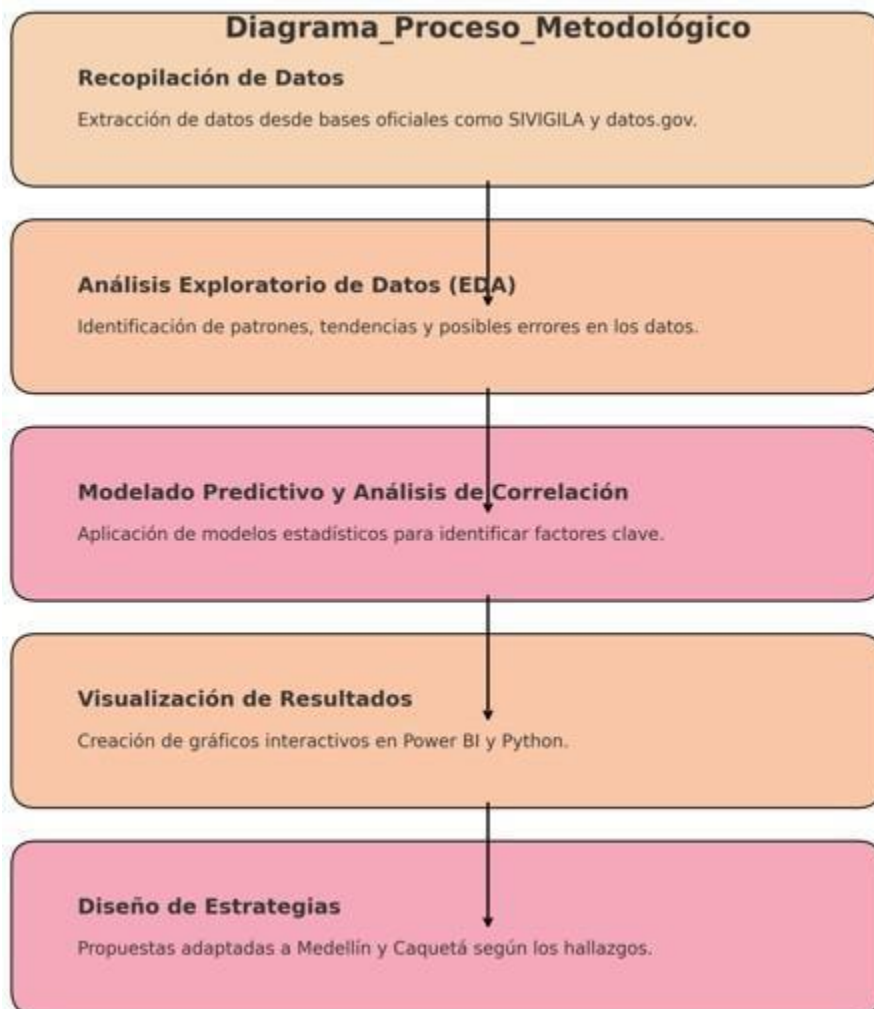 Diagrama_Proceso_Metodológico
Recopilación de Datos
Extracción de datos desde bases oficiales como SIVIGILA y datos.gov.
Análisis Exploratorio de Datos (EDA)
Identificación de patrones, tendencias y posibles errores en los datos.
Modelado Predictivo y Análisis de Correlación
Aplicación de modelos estadísticos para identificar factores clave.
Visualización de Resultados
Creación de gráficos interactivos en Power BI y Python.
Diseño de Estrategias
Propuestas adaptadas a Medellín y Caquetá según los hallazgos.